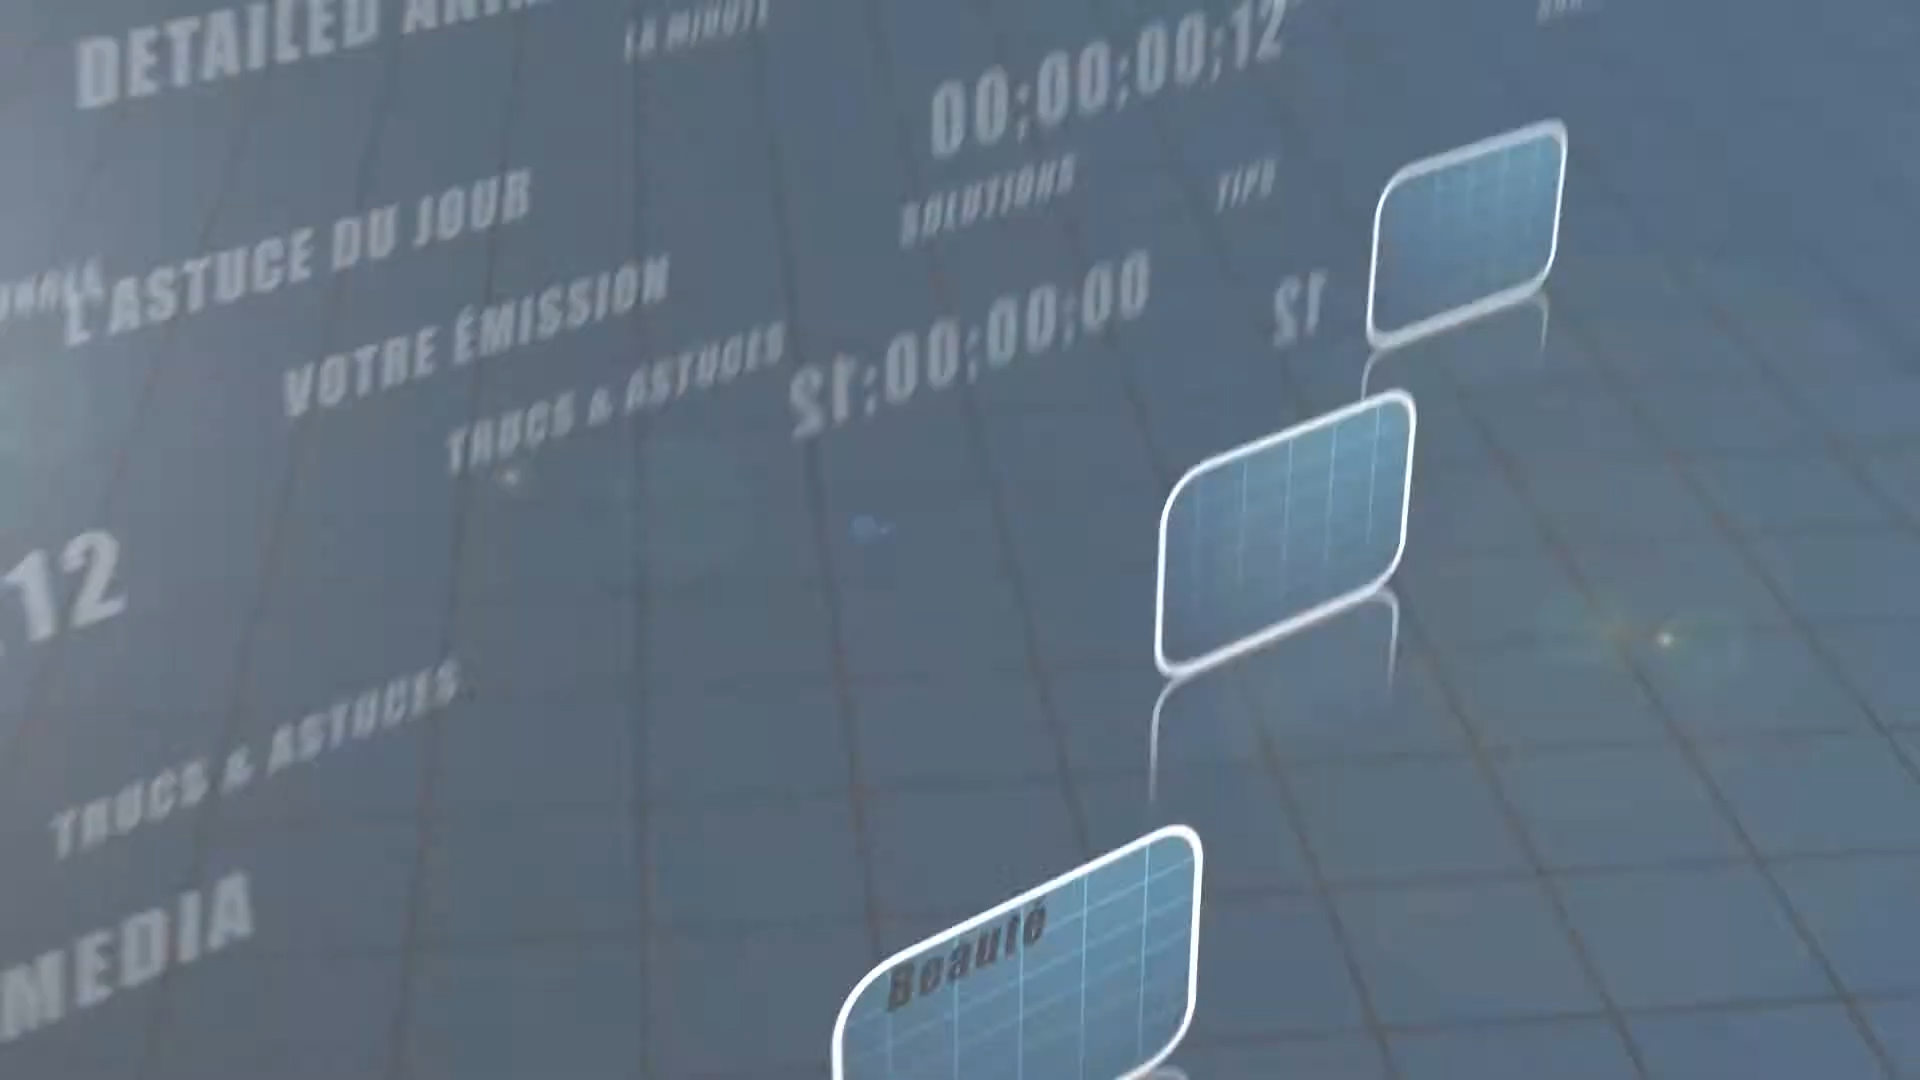 DETAILED
LA MINUTE
00;00;00;12
SOLUTIONS
TIPS
L'ASTUCE DU JOUR
VOTRE ÉMISSION
TRUCS & ASTUCES
00;00;00;12
12
12
TRUCS & ASTUCES
MEDIA
Beauté